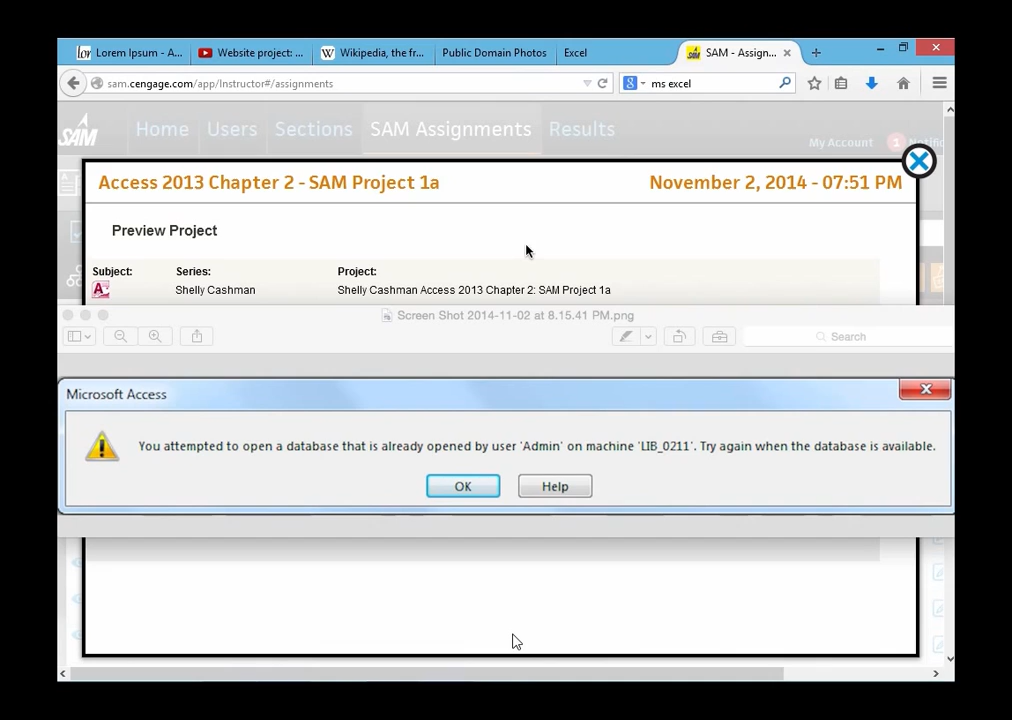 Lorem Ipsum - A... Website project: ... Wikipedia, the fr... Public Domain Photos Excel SAM - Assign...
sam.cengage.com/app/Instructor#/assignments ms excel
SAM Home Users Sections SAM Assignments Results
My Account 1
Access 2013 Chapter 2 - SAM Project 1a November 2, 2014 - 07:51 PM
Preview Project
Subject: Series: Project:
Shelly Cashman Shelly Cashman Access 2013 Chapter 2: SAM Project 1a
Screen Shot 2014-11-02 at 8.15.41 PM.png
Search
Microsoft Access
You attempted to open a database that is already opened by user 'Admin' on machine 'LIB_0211'. Try again when the database is available.
OK Help